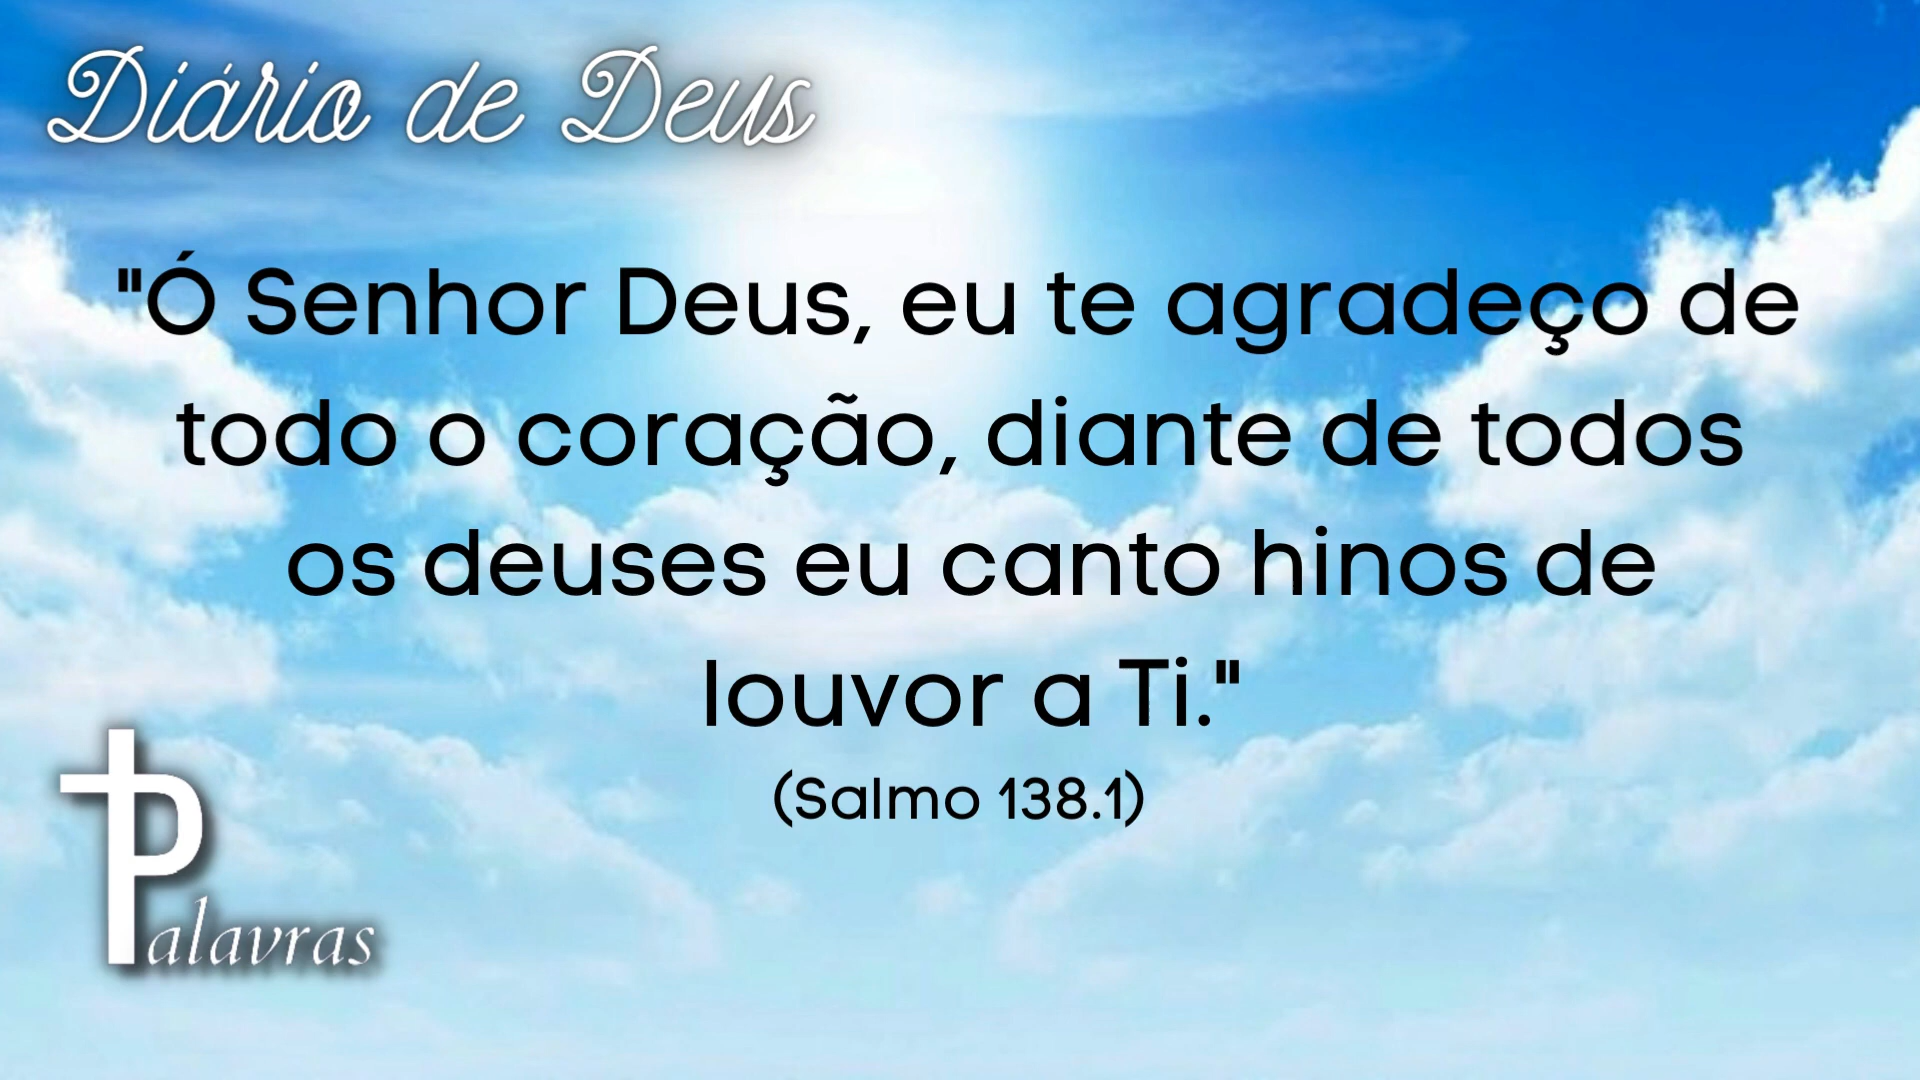 Diário de Deus
"Ó Senhor Deus, eu te agradeço de
todo o coração, diante de todos
os deuses eu canto hinos de
louvor a Ti."
(Salmo 138.1)
Palavras